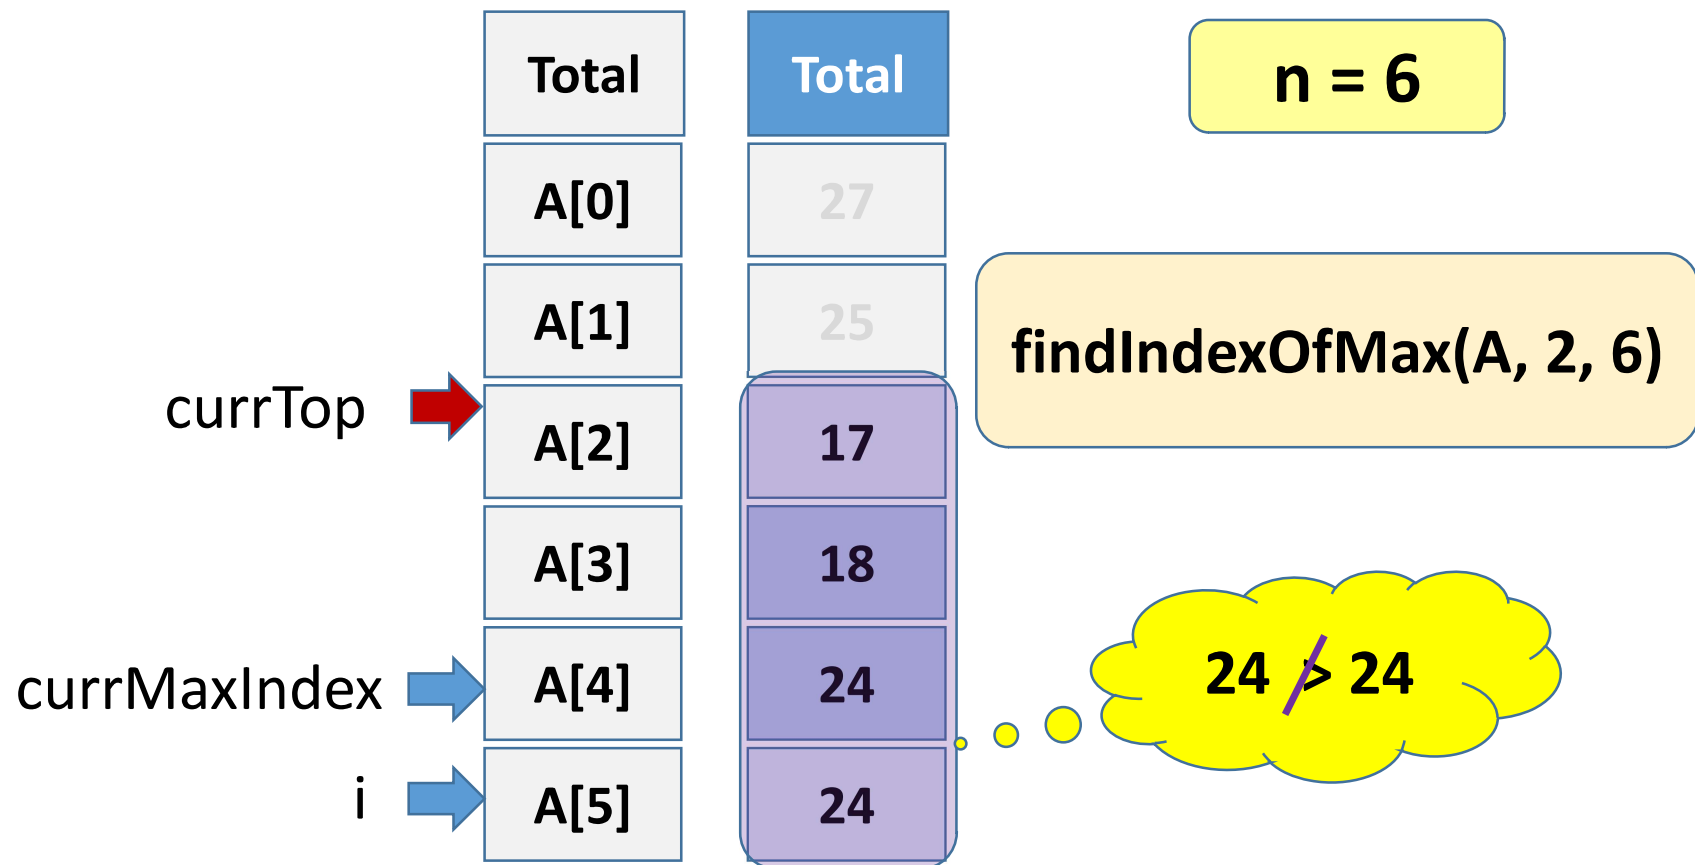 Total Total n = 6
A[0] 27
A[1] 25
findIndexOfMax(A, 2, 6)
currTop A[2] 17
A[3] 18
currMaxIndex A[4] 24 24 > 24
i A[5] 24